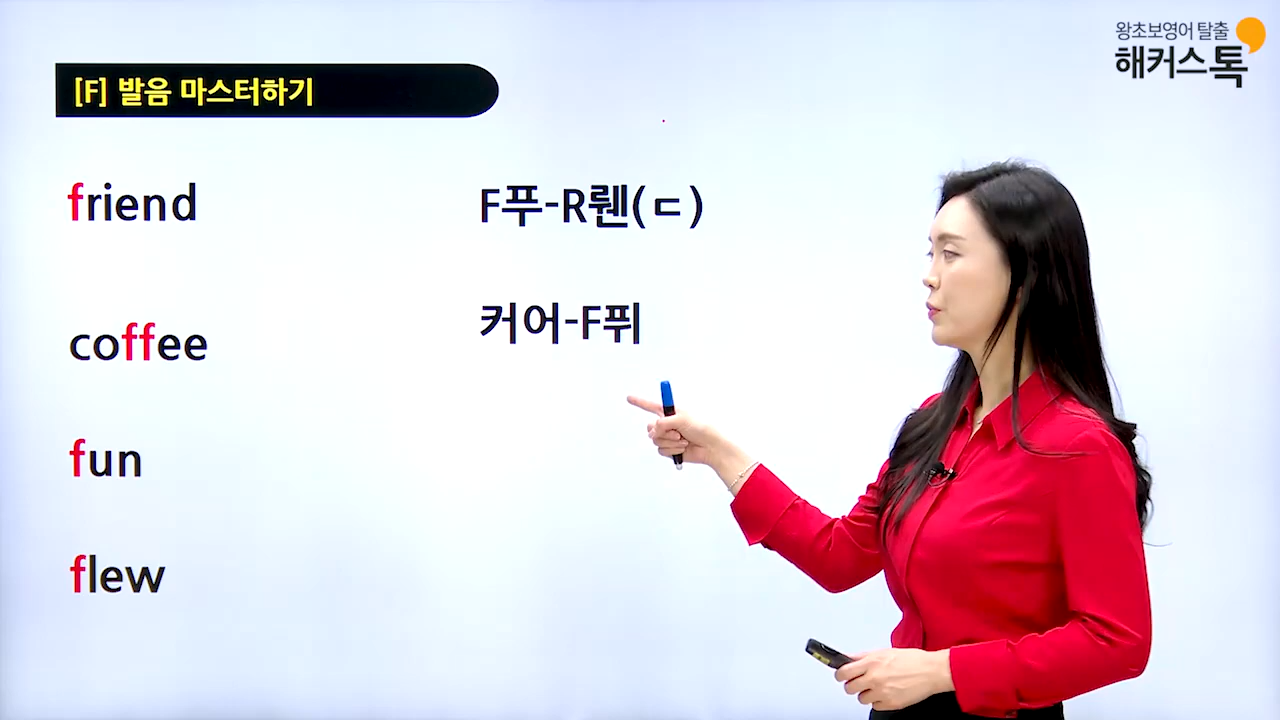 왕초보영어 탈출
해커스톡
[F] 발음 마스터하기
friend
F푸-R뤤(ㄷ)
coffee
커어-F퓌
fun
flew